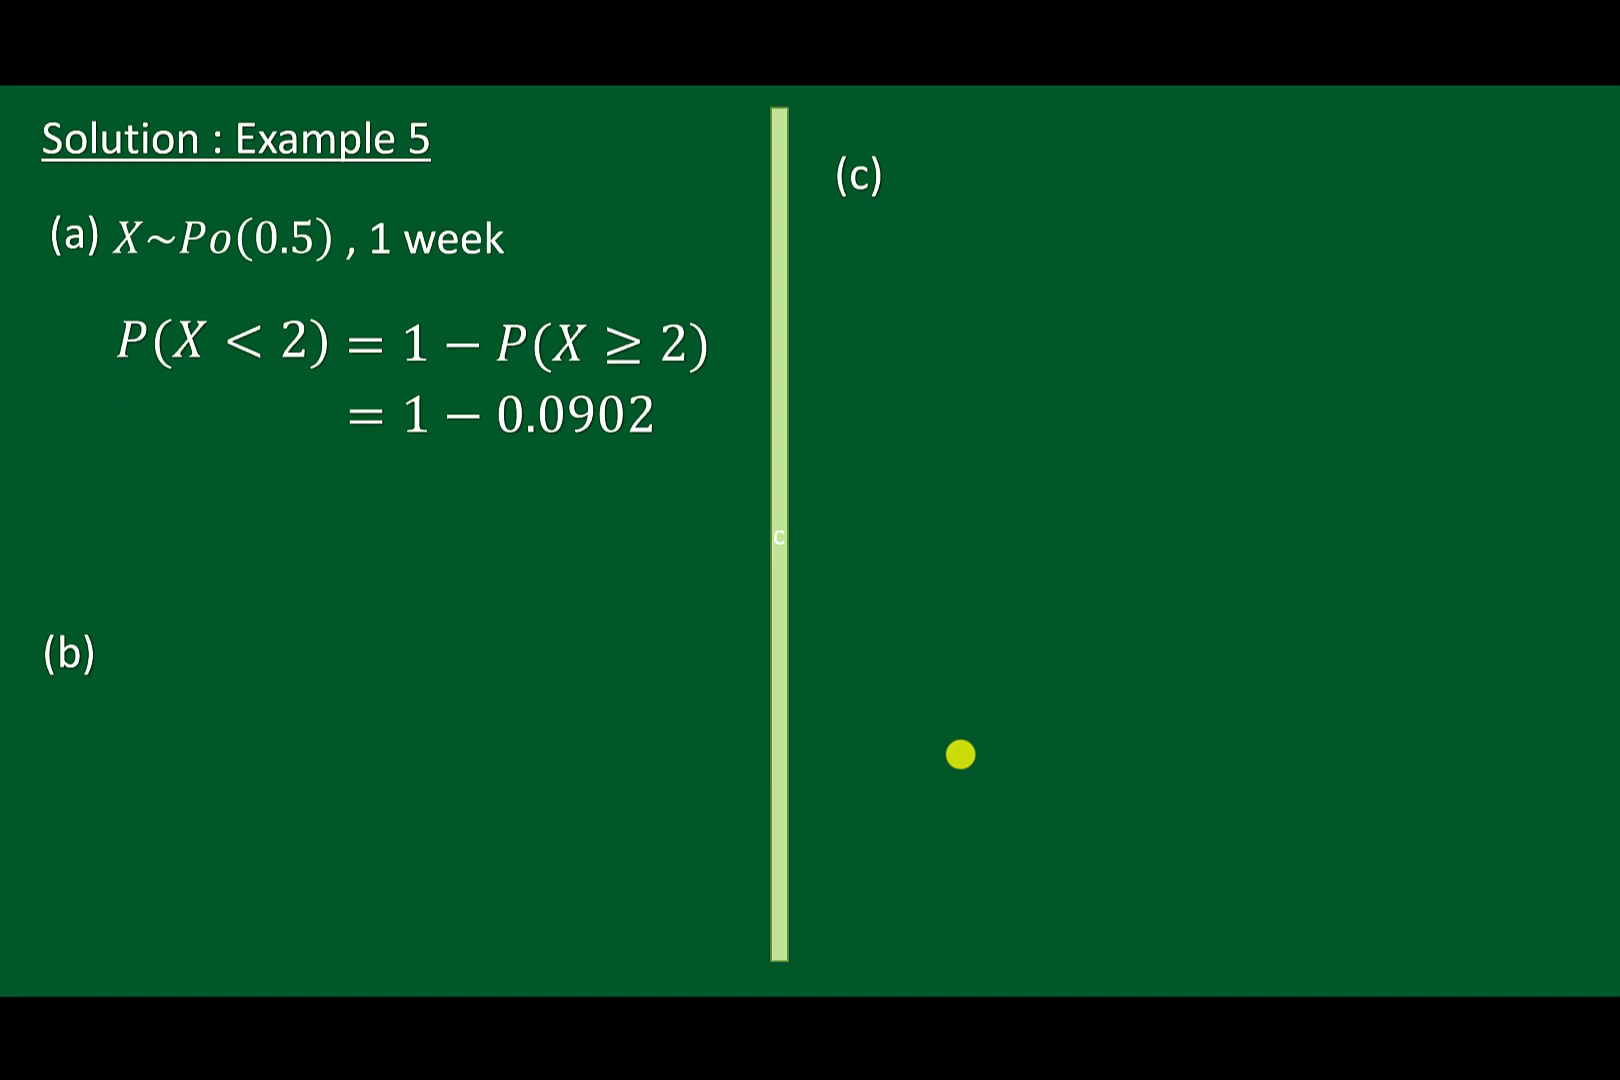 Solution : Example 5
(a) X~Po(0.5) , 1 week
P(X < 2) = 1 − P(X ≥ 2)
= 1 − 0.0902
(b)
(c)
c